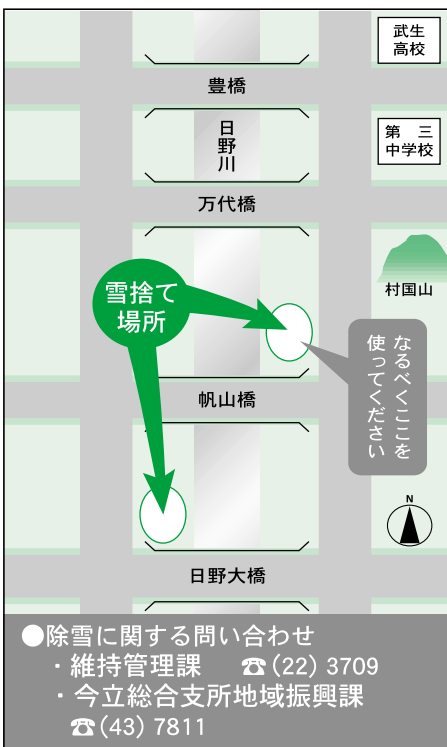 武生
高校
豊橋
日野川
第 三
中学校
万代橋
村国山
雪捨て
場所
なるべくここを
使ってください
帆山橋
N
日野大橋
●除雪に関する問い合わせ
・維持管理課 ☎(22) 3709
・今立総合支所地域振興課
☎(43) 7811